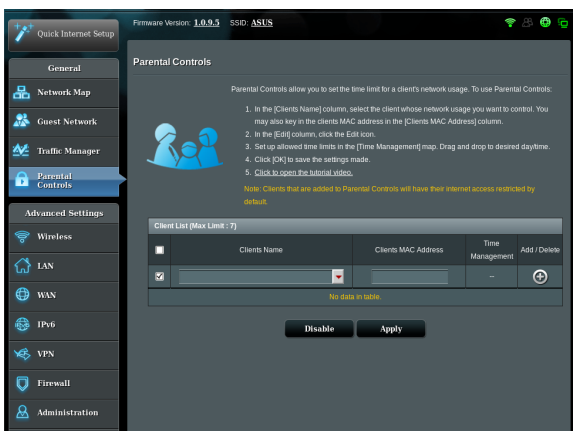 Quick Internet Setup
General
Network Map
Guest Network
Traffic Manager
Parental
Controls
Advanced Settings
Wireless
LAN
WAN
IPv6
VPN
Firewall
Administration
Firmware Version: 1.0.9.5 SSID: ASUS
Parental Controls
Parental Controls allow you to set the time limit for a client's network usage. To use Parental Controls:
1. In the [Clients Name] column, select the client whose network usage you want to control. You
may also key in the clients MAC address in the [Clients MAC Address] column.
2. In the [Edit] column, click the Edit icon.
3. Set up allowed time limits in the [Time Management] map. Drag and drop to desired day/time.
4. Click [OK] to save the settings made.
5. Click to open the tutorial video.
Note: Clients that are added to Parental Controls will have their internet access restricted by
default.
Client List (Max Limit : 7)
Clients Name Clients MAC Address Time
Management Add / Delete
--
No data in table.
Disable Apply